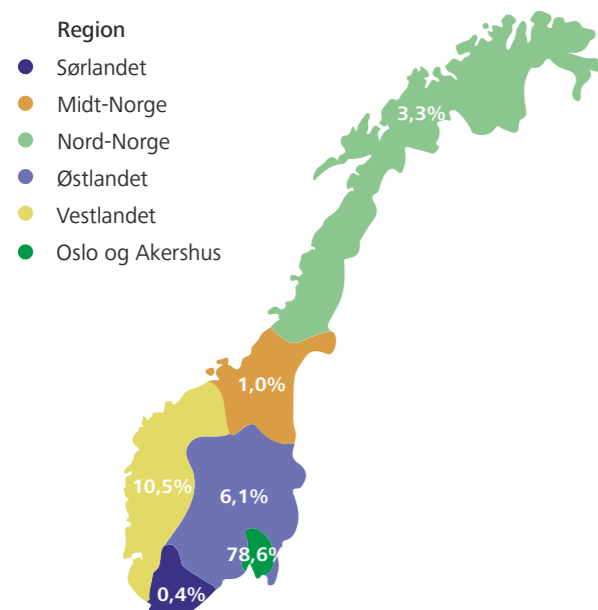 Region
Sørlandet
Midt-Norge
Nord-Norge
Østlandet
Vestlandet
Oslo og Akershus
3,3%
1,0%
10,5%
6,1%
78,6%
0,4%